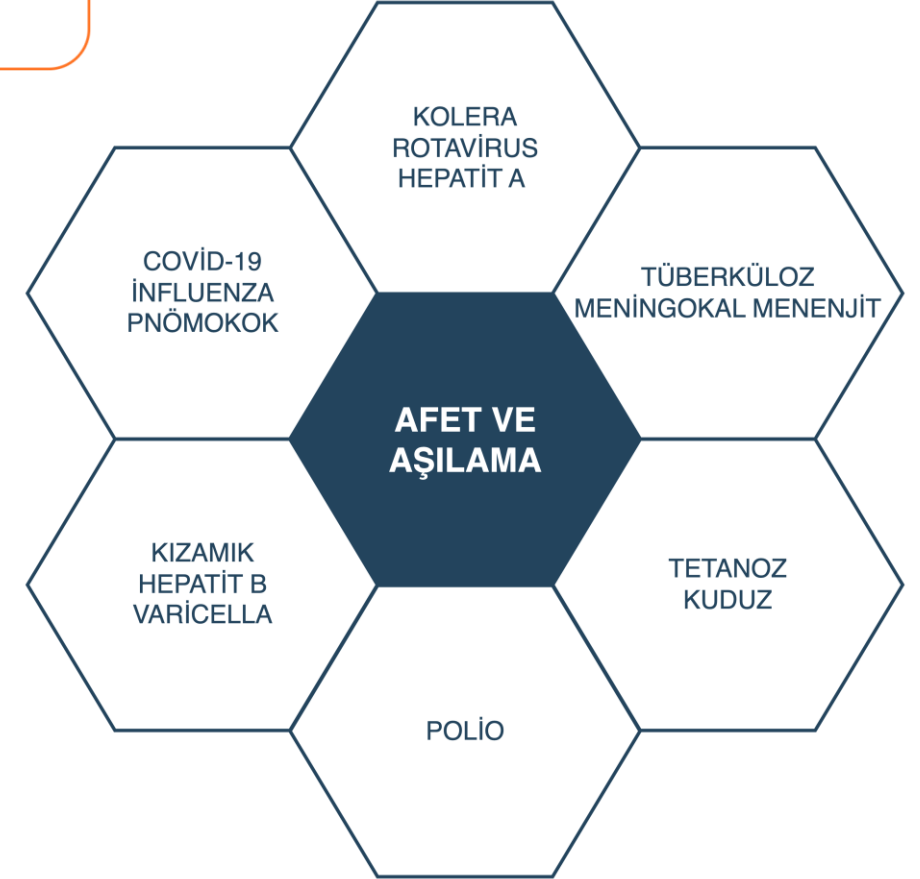 KOLERA
ROTAVİRUS
HEPATİT A
COVİD-19
İNFLUENZA
PNÖMOKOK
TÜBERKÜLOZ
MENİNGOKAL MENENJİT
AFET VE
AŞILAMA
KIZAMIK
HEPATİT B
VARİCELLA
TETANOZ
KUDUZ
POLİO